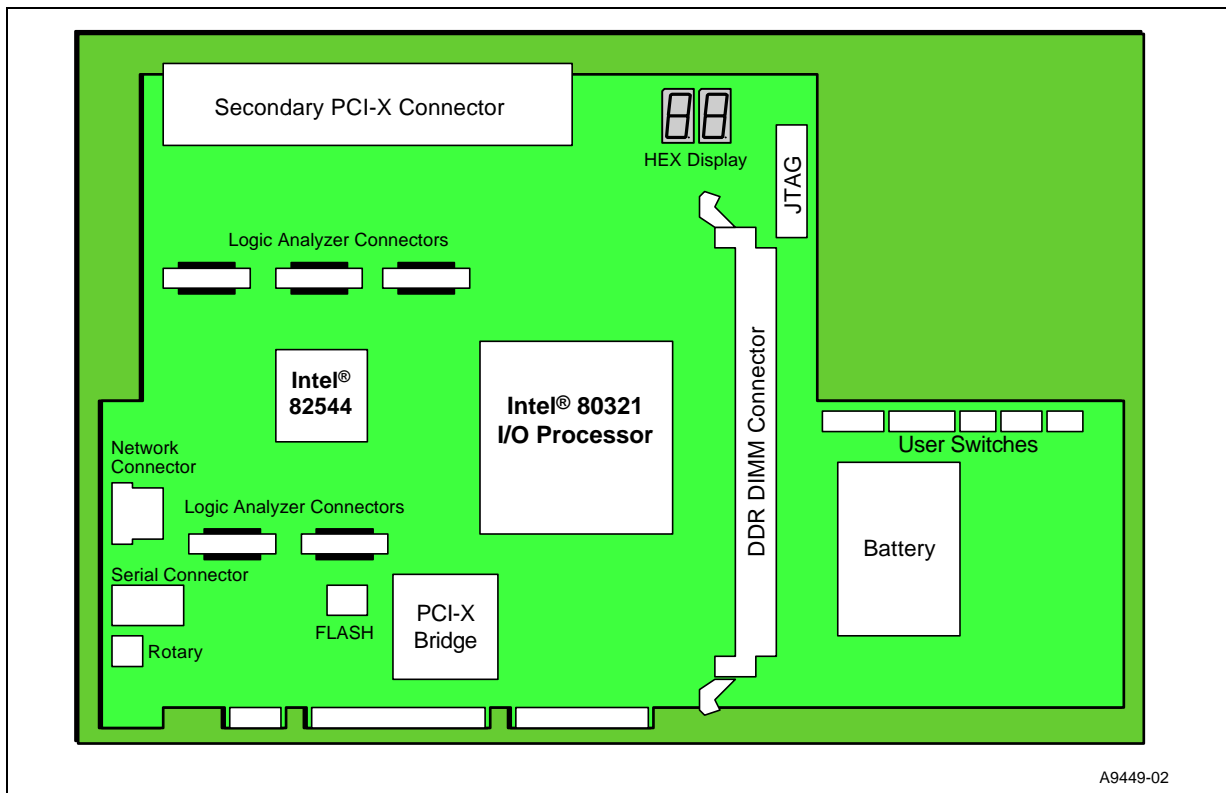 Secondary PCI-X Connector
HEX Display
JTAG
Logic Analyzer Connectors
Intel®
82544
Intel® 80321
I/O Processor
DDR DIMM Connector
User Switches
Network
Connector
Logic Analyzer Connectors
Battery
Serial Connector
FLASH
PCI-X
Bridge
Rotary
A9449-02